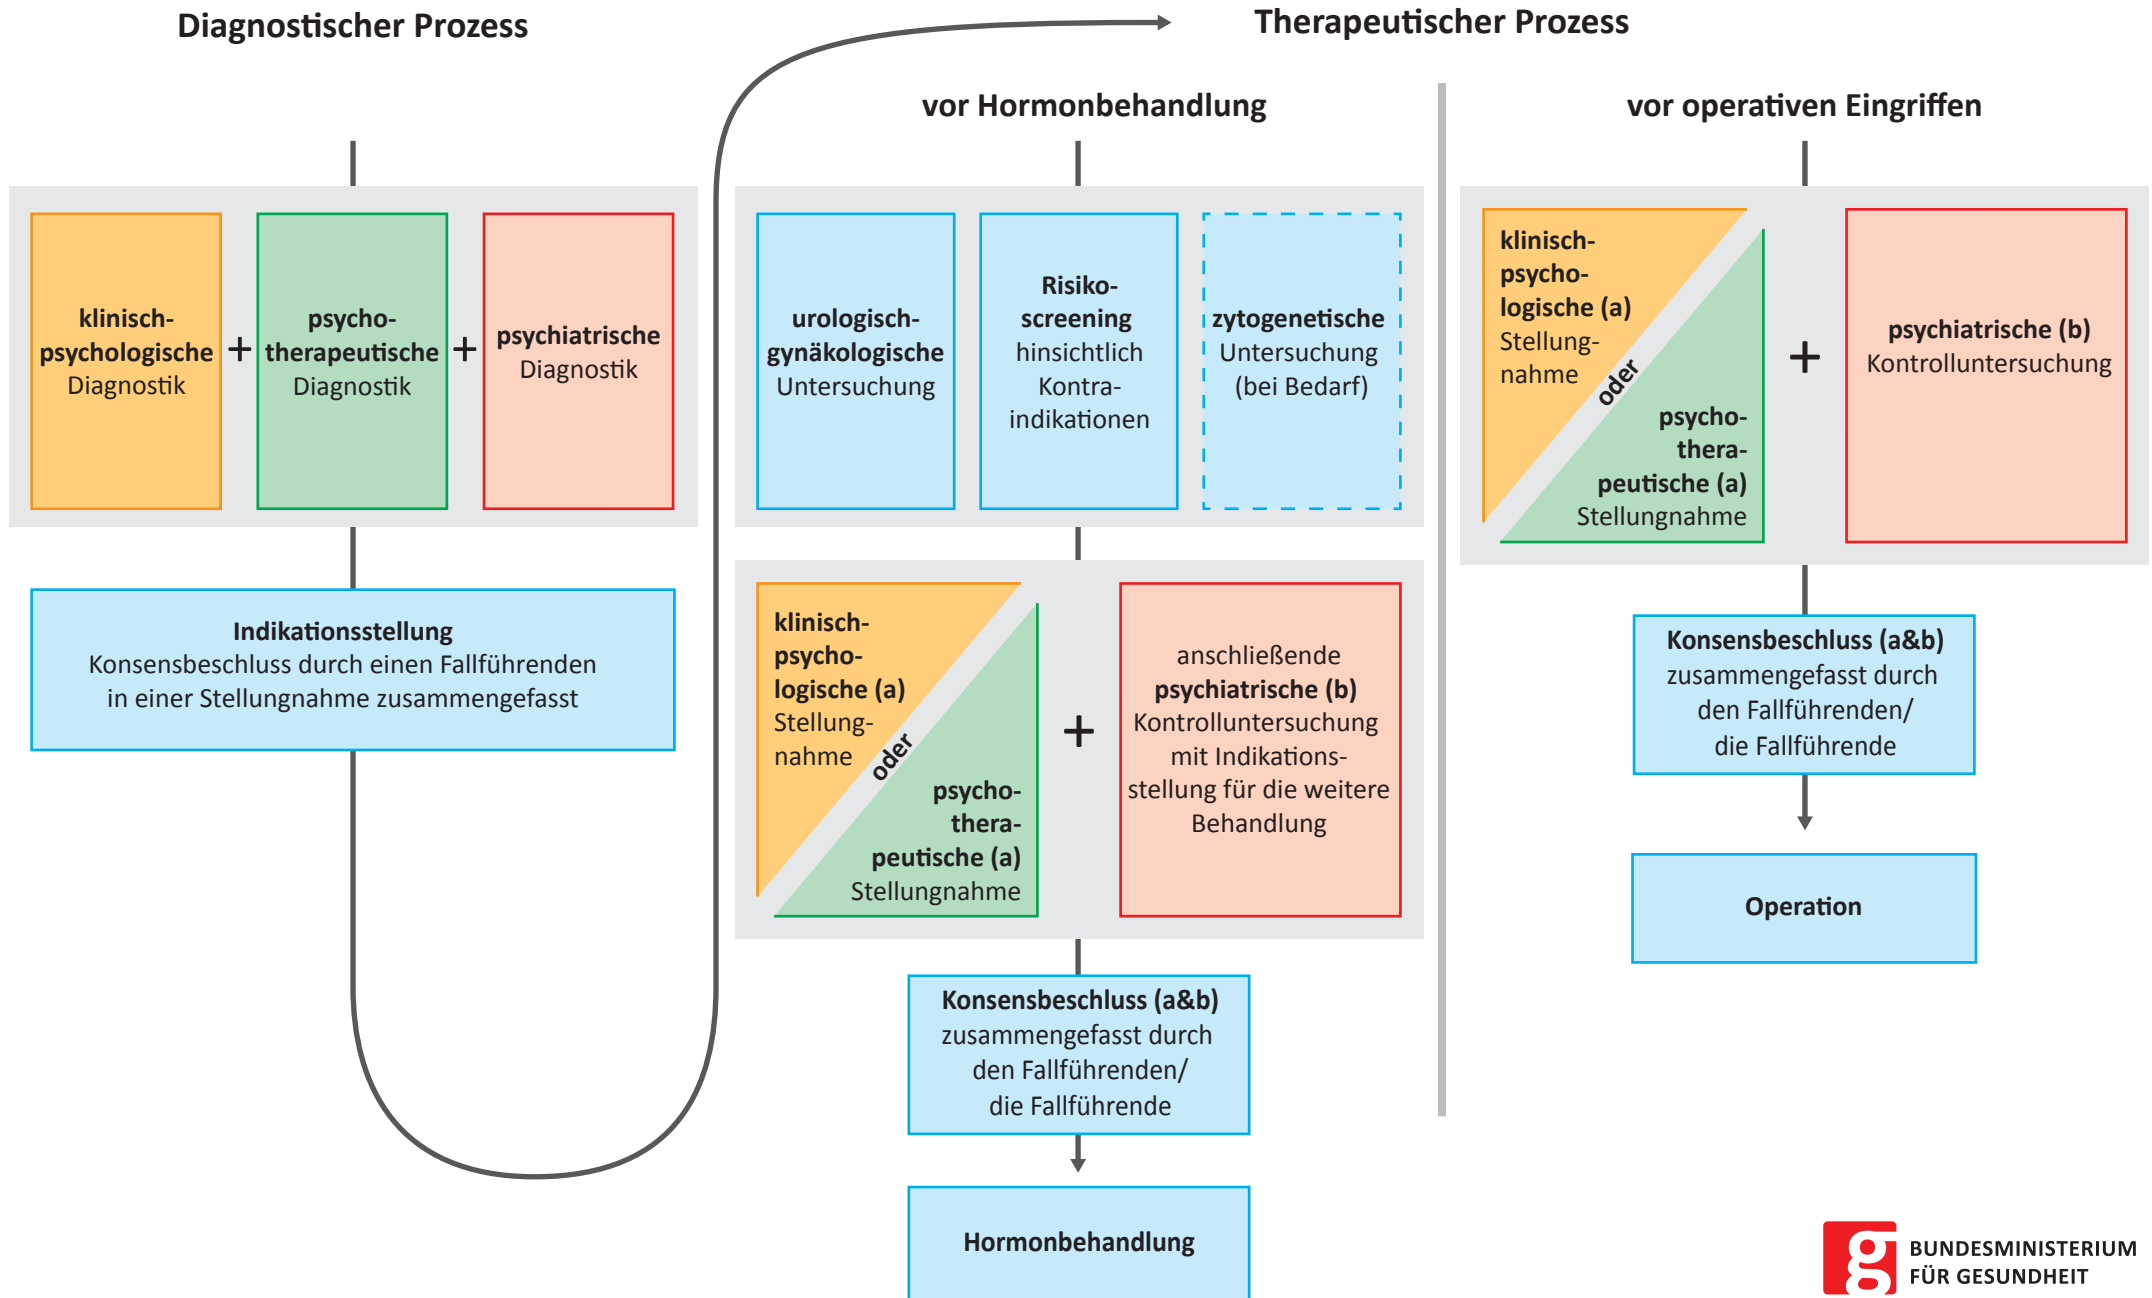 Diagnostischer Prozess
klinisch-
psychologische
Diagnostik
+
psycho-
therapeutische
Diagnostik
+
psychiatrische
Diagnostik
Indikationsstellung
Konsensbeschluss durch einen Fallführenden
in einer Stellungnahme zusammengefasst
Therapeutischer Prozess
vor Hormonbehandlung
urologisch-
gynäkologische
Untersuchung
Risiko-
screening
hinsichtlich
Kontra-
indikationen
zytogenetische
Untersuchung
(bei Bedarf)
klinisch-
psycho-
logische (a)
Stellung-
nahme
oder
psycho-
thera-
peutische (a)
Stellungnahme
+
anschließende
psychiatrische (b)
Kontrolluntersuchung
mit Indikations-
stellung für die weitere
Behandlung
Konsensbeschluss (a&b)
zusammengefasst durch
den Fallführenden/
die Fallführende
Hormonbehandlung
vor operativen Eingriffen
klinisch-
psycho-
logische (a)
Stellung-
nahme
oder
psycho-
thera-
peutische (a)
Stellungnahme
+
psychiatrische (b)
Kontrolluntersuchung
Konsensbeschluss (a&b)
zusammengefasst durch
den Fallführenden/
die Fallführende
Operation
g
BUNDESMINISTERIUM
FÜR GESUNDHEIT